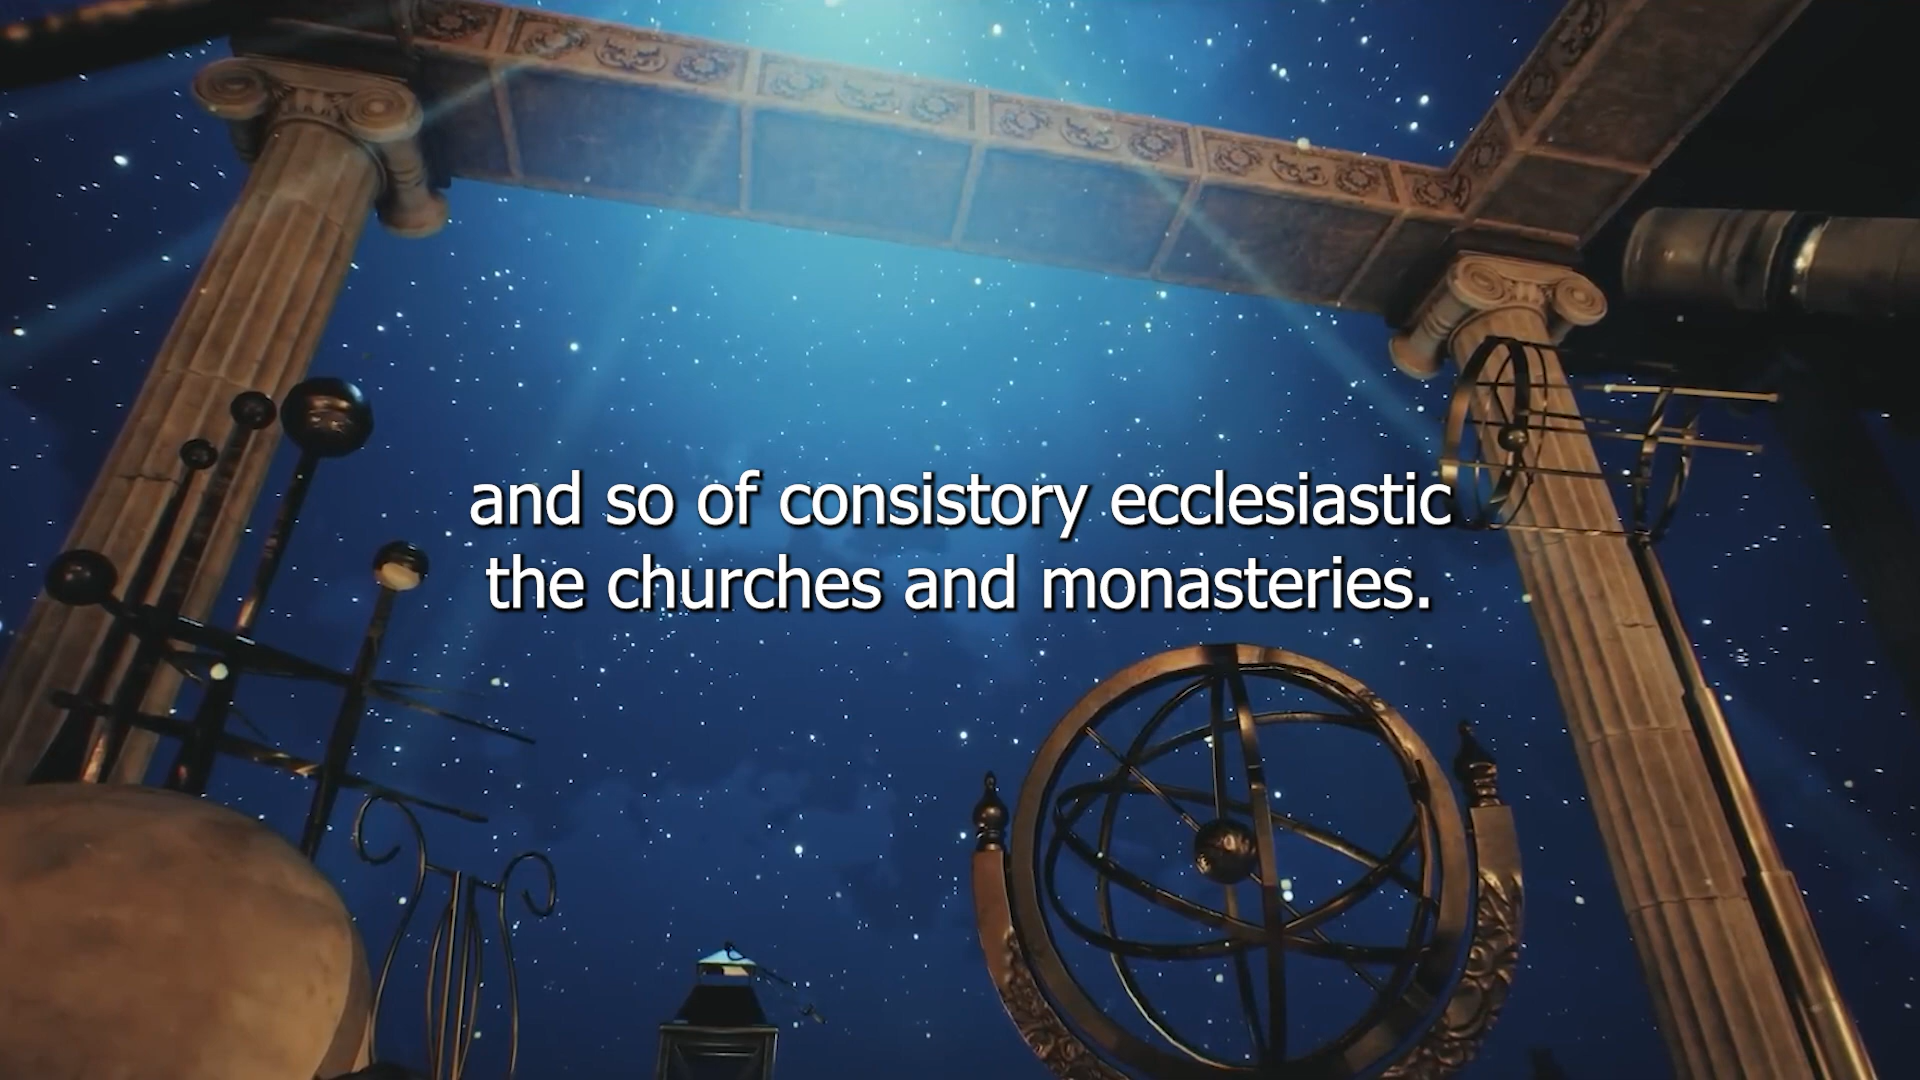 and so of consistory ecclesiastic
the churches and monasteries.